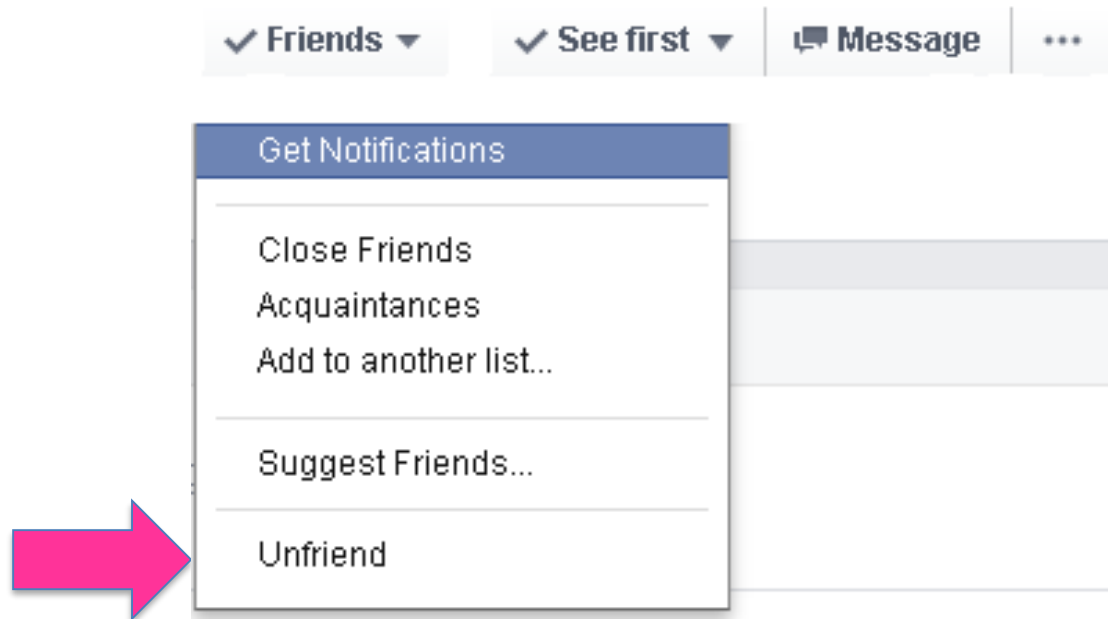 Friends
See first
Message
...
Get Notifications
Close Friends
Acquaintances
Add to another list...
Suggest Friends...
Unfriend